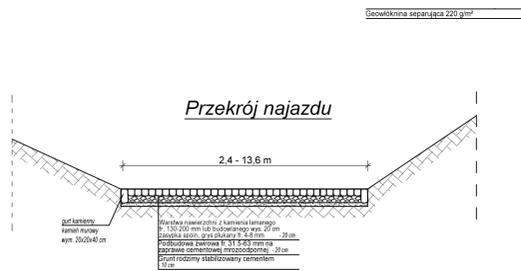 Geowłóknina separująca 220 g/m²
Przekrój najazdu
2,4 - 13,6 m
gurt kamienny
kamień murowy
wym. 20x20x40 cm
Warstwa nawierzchni z kamienia łamanego
fr. 130-200 mm lub budowlanego wys. 20 cm
zasypka spoin, grys płukany fr. 4-8 mm - 20 cm
Podbudowa żwirowa fr. 31.5-63 mm na
zaprawie cementowej mrozoodpornej - 20 cm
Grunt rodzimy stabilizowany cementem
- 10 cm